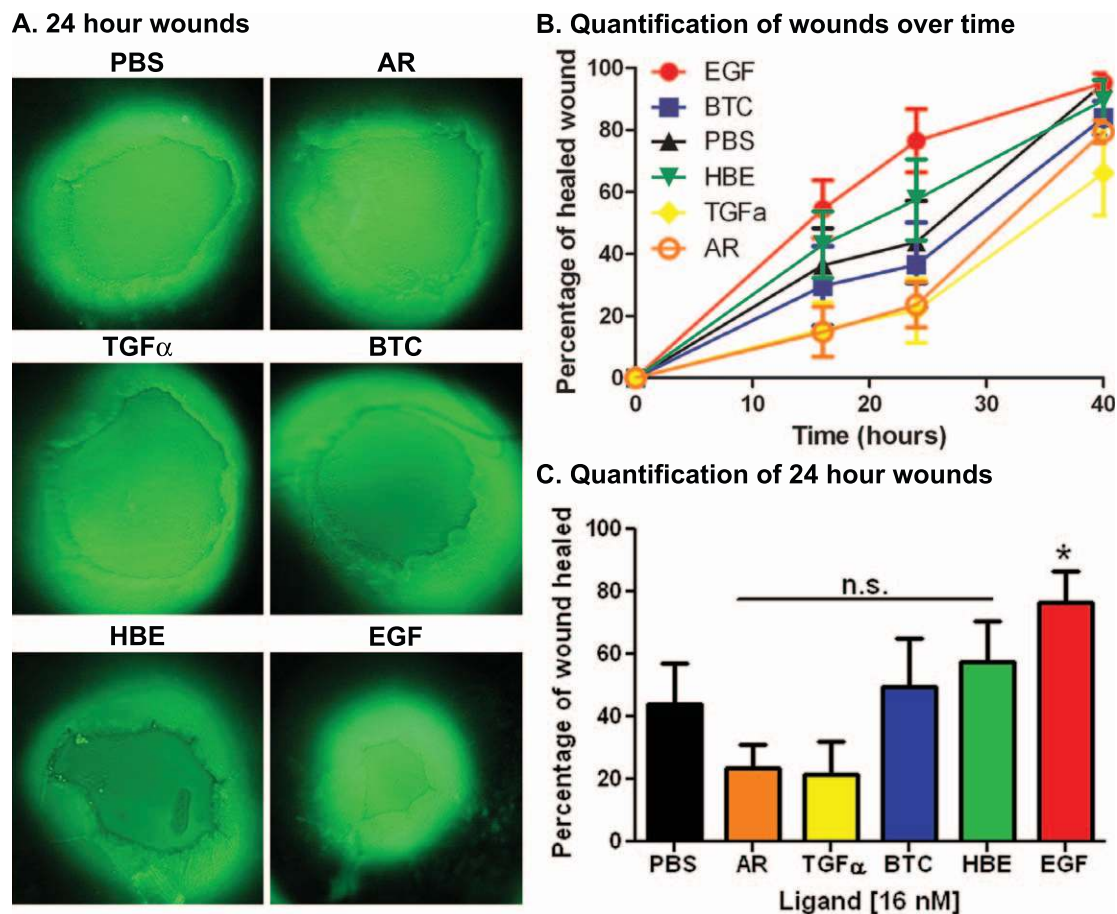 A. 24 hour wounds
PBS
AR
TGFα
BTC
HBE
EGF
B. Quantification of wounds over time
Percentage of healed wound
100
80
60
40
20
0
EGF
BTC
PBS
HBE
TGFa
AR
0 10 20 30 40
Time (hours)
C. Quantification of 24 hour wounds
Percentage of wound healed
100
80
60
40
20
0
n.s.
*
PBS AR TGFα BTC HBE EGF
Ligand [16 nM]